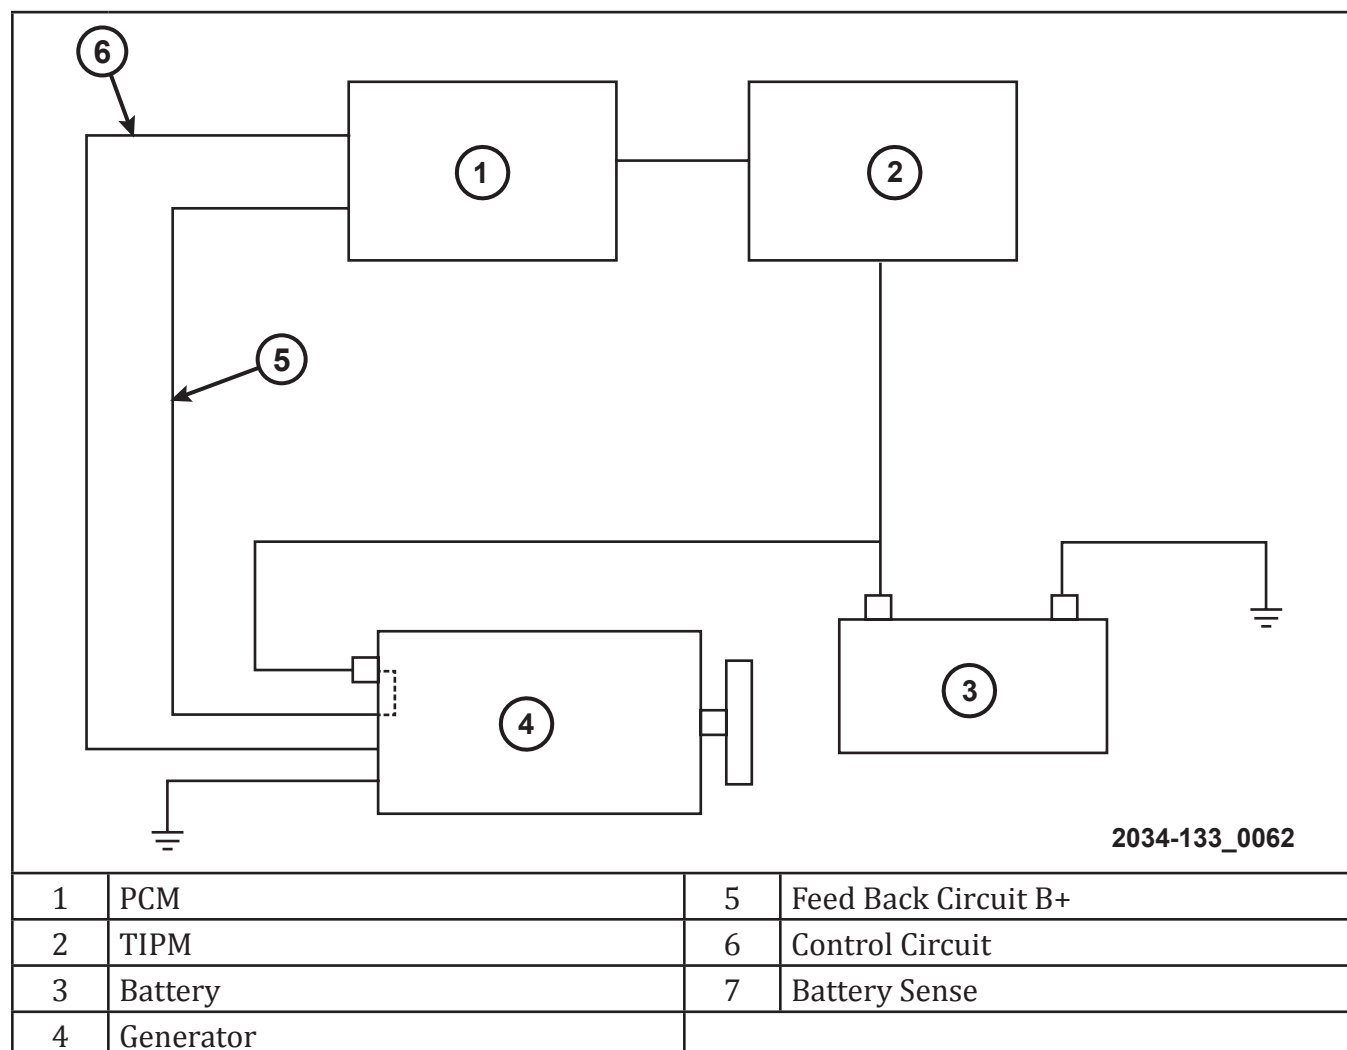 6
1
2
5
4
3
2034-133_0062
1 PCM 5 Feed Back Circuit B+
2 TIPM 6 Control Circuit
3 Battery 7 Battery Sense
4 Generator